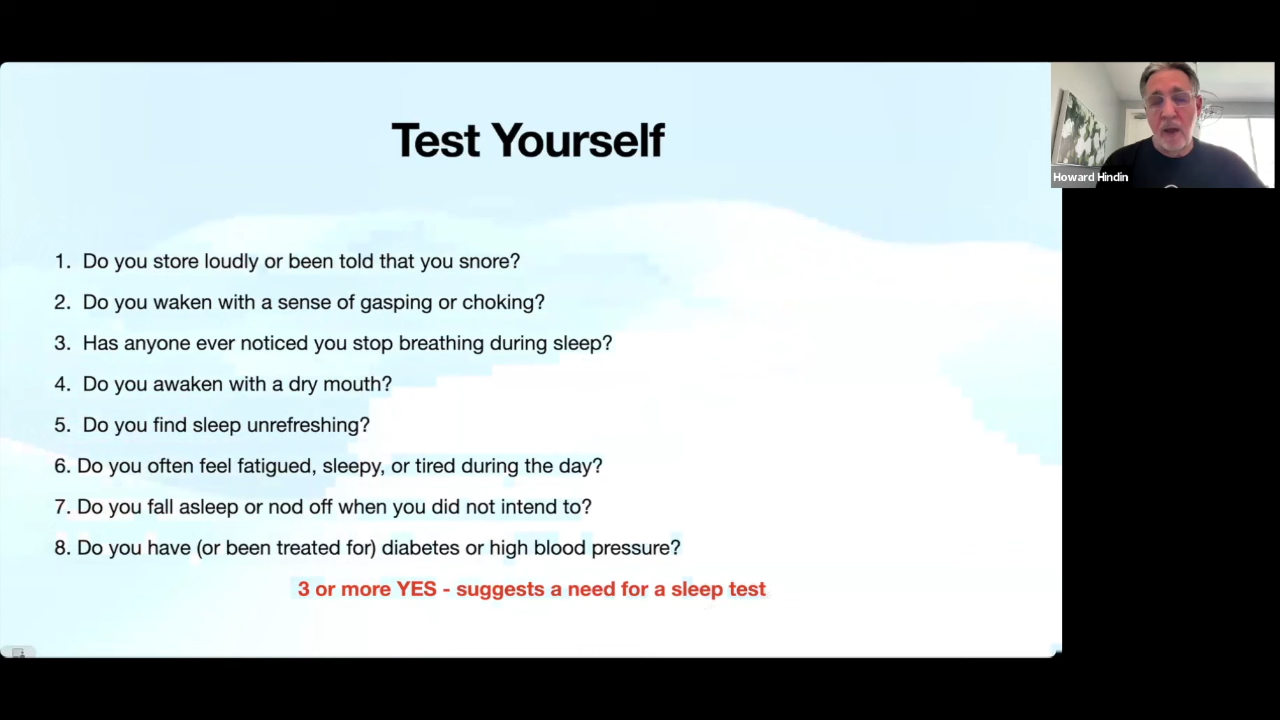 Test Yourself
Howard Hindin
1. Do you store loudly or been told that you snore?
2. Do you waken with a sense of gasping or choking?
3. Has anyone ever noticed you stop breathing during sleep?
4. Do you awaken with a dry mouth?
5. Do you find sleep unrefreshing?
6. Do you often feel fatigued, sleepy, or tired during the day?
7. Do you fall asleep or nod off when you did not intend to?
8. Do you have (or been treated for) diabetes or high blood pressure?
3 or more YES - suggests a need for a sleep test